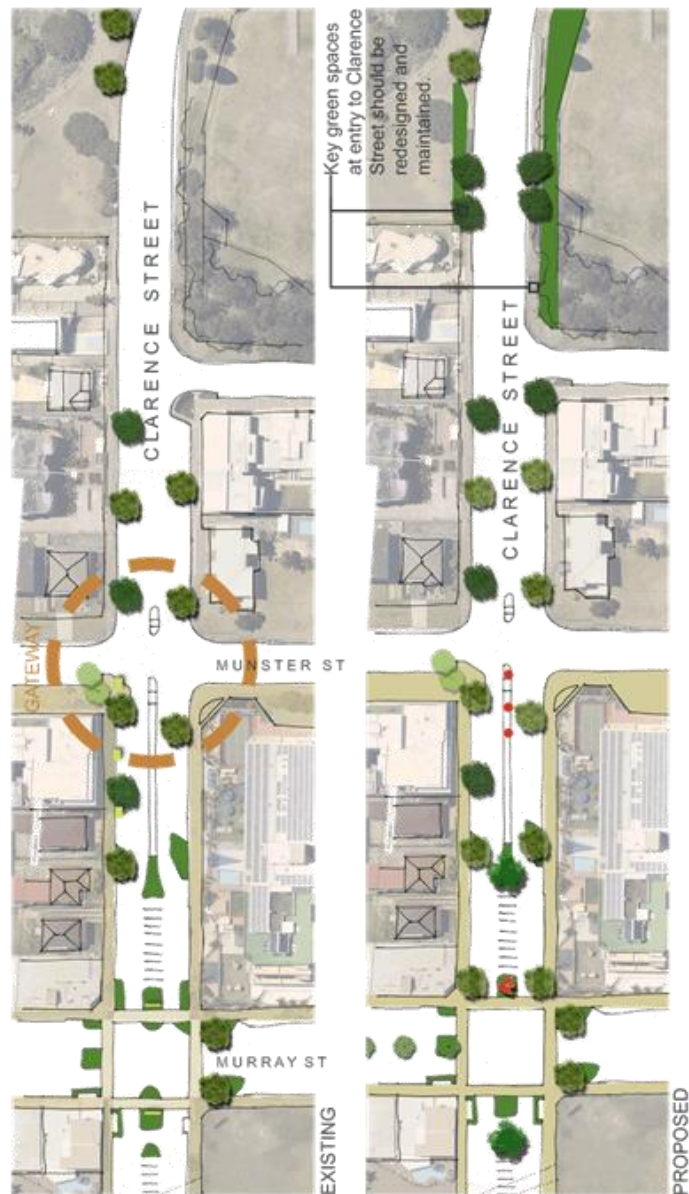 Key green spaces
at entry to Clarence
Street should be
redesigned and
maintained.
CLARENCE STREET
GATEWAY
MUNSTER ST
MURRAY ST
EXISTING
CLARENCE STREET
PROPOSED